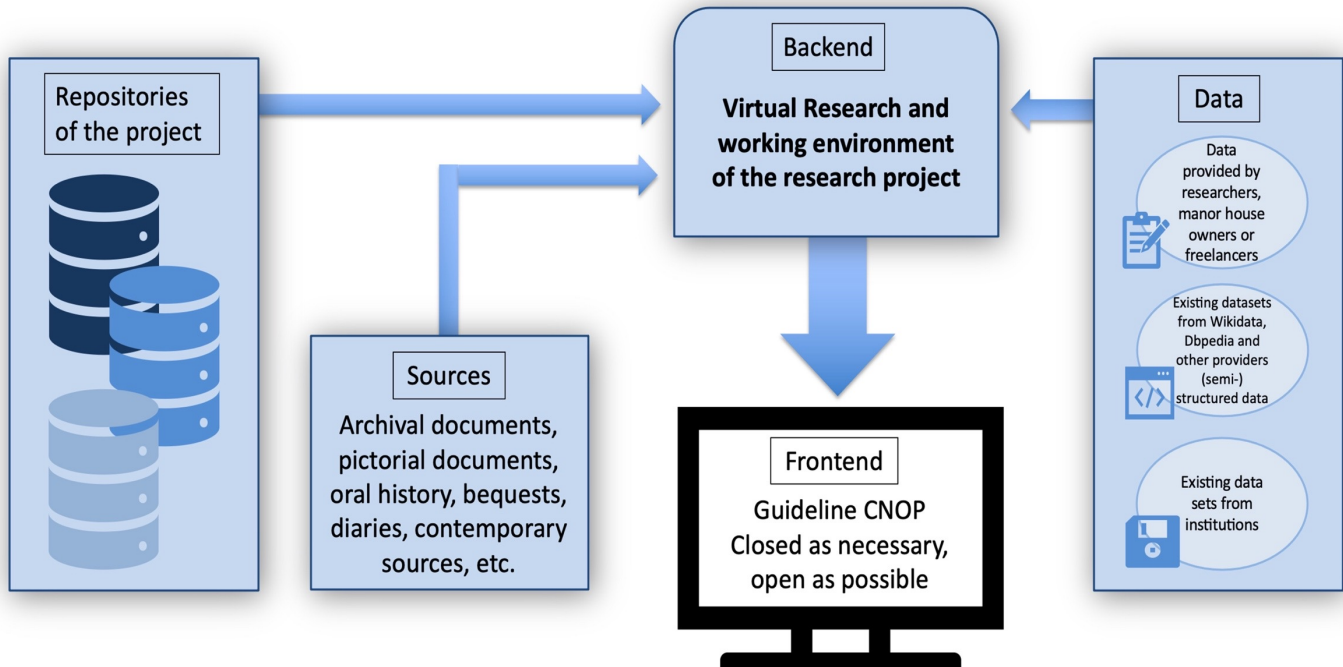 Repositories
of the project
Sources
Archival documents,
pictorial documents,
oral history, bequests,
diaries, contemporary
sources, etc.
Backend
Virtual Research and
working environment
of the research project
Frontend
Guideline CNOP
Closed as necessary,
open as possible
Data
Data
provided by
researchers,
manor house
owners or
freelancers
Existing datasets
from Wikidata,
Dbpedia and
other providers
(semi-)
structured data
</>
Existing data
sets from
institutions